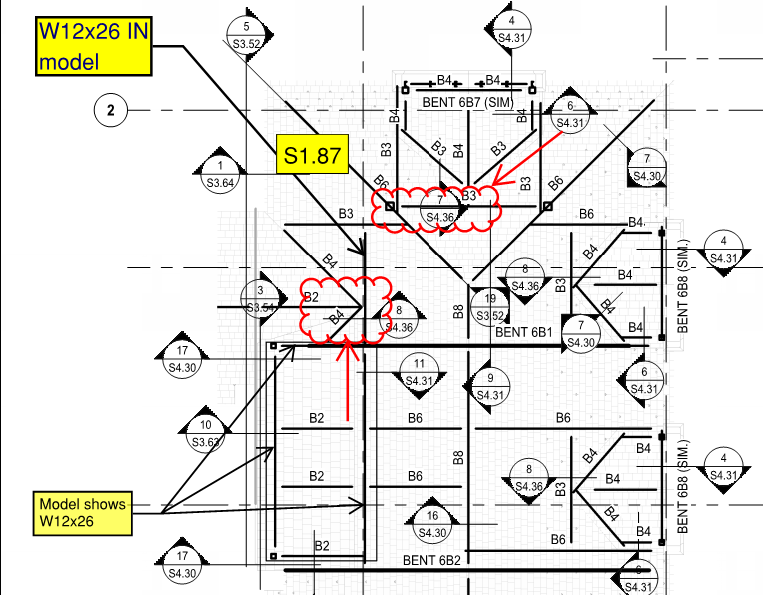 W12x26 IN
model
5
S3.52
4
S4.31
B4
B4
BENT 6B7 (SIM)
6
S4.31
2
B4
B4
S1.87
B3
B3
B4
B3
7
S4.30
1
S3.64
B6
B3
B3
7
S4.36
B3
B6
B4
B4
B4
4
S4.31
BENT 6B8 (SIM.)
8
S4.36
B3
B4
3
S3.54
B2
B4
8
S4.36
B8
19
S3.52
BENT 6B1
7
S4.30
B4
17
S4.30
11
S4.31
9
S4.31
6
S4.31
10
S3.63
B2
B6
B6
B8
B4
B4
4
S4.31
BENT 6B8 (SIM.)
B2
B6
8
S4.36
B3
B4
Model shows
W12x26
16
S4.30
B4
B4
B2
B6
17
S4.30
BENT 6B2
6
S4.31